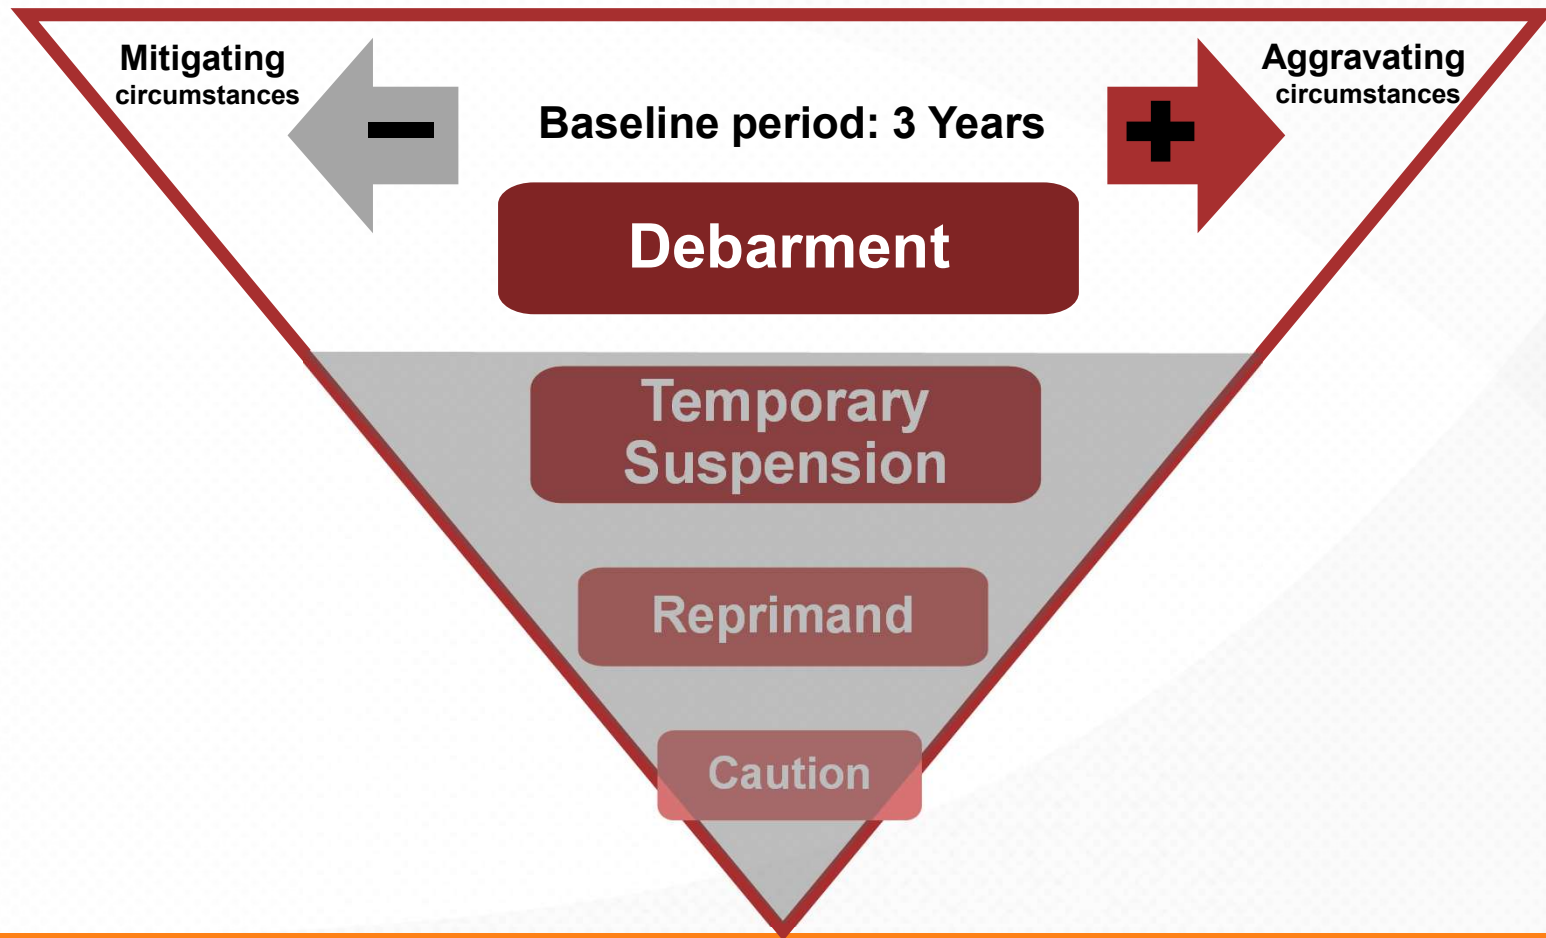 Mitigating
circumstances
Aggravating
circumstances
Baseline period: 3 Years
Debarment
Temporary
Suspension
Reprimand
Caution